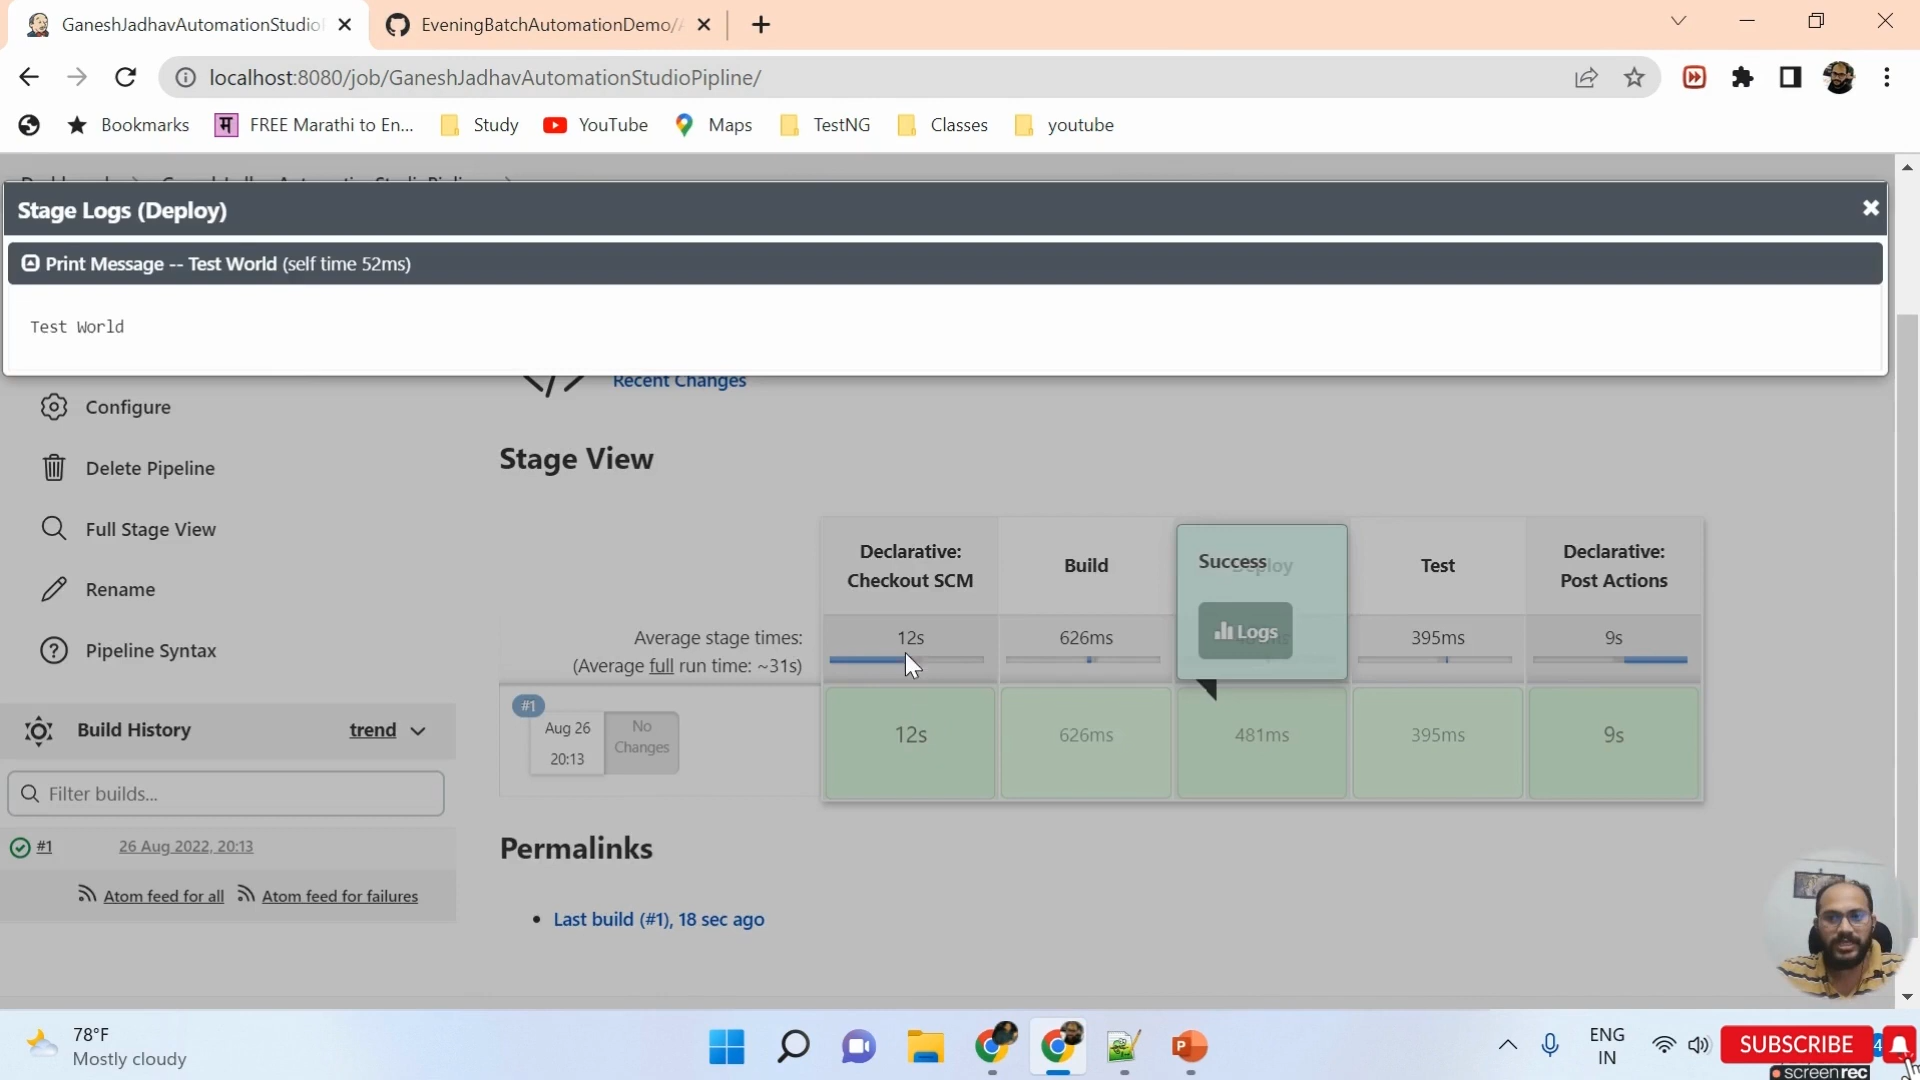 GaneshJadhavAutomationStudio
EveningBatchAutomationDemo/
localhost:8080/job/GaneshJadhavAutomationStudioPipline/
Bookmarks
म
FREE Marathi to En...
Study
YouTube
Maps
TestNG
Classes
youtube
Stage Logs (Deploy)
Print Message -- Test World (self time 52ms)
Test World
Recent Changes
Configure
Delete Pipeline
Full Stage View
Rename
Pipeline Syntax
Stage View
Declarative:
Checkout SCM
Build
Success
Deploy
Logs
Test
Declarative:
Post Actions
Average stage times:
(Average full run time: ~31s)
12s
626ms
395ms
9s
#1
Aug 26
20:13
No
Changes
12s
626ms
481ms
395ms
9s
Build History
trend
Filter builds...
#1
26 Aug 2022, 20:13
Atom feed for all
Atom feed for failures
Permalinks
Last build (#1), 18 sec ago
78°F
Mostly cloudy
P
ENG
IN
SUBSCRIBE
4
screen rec